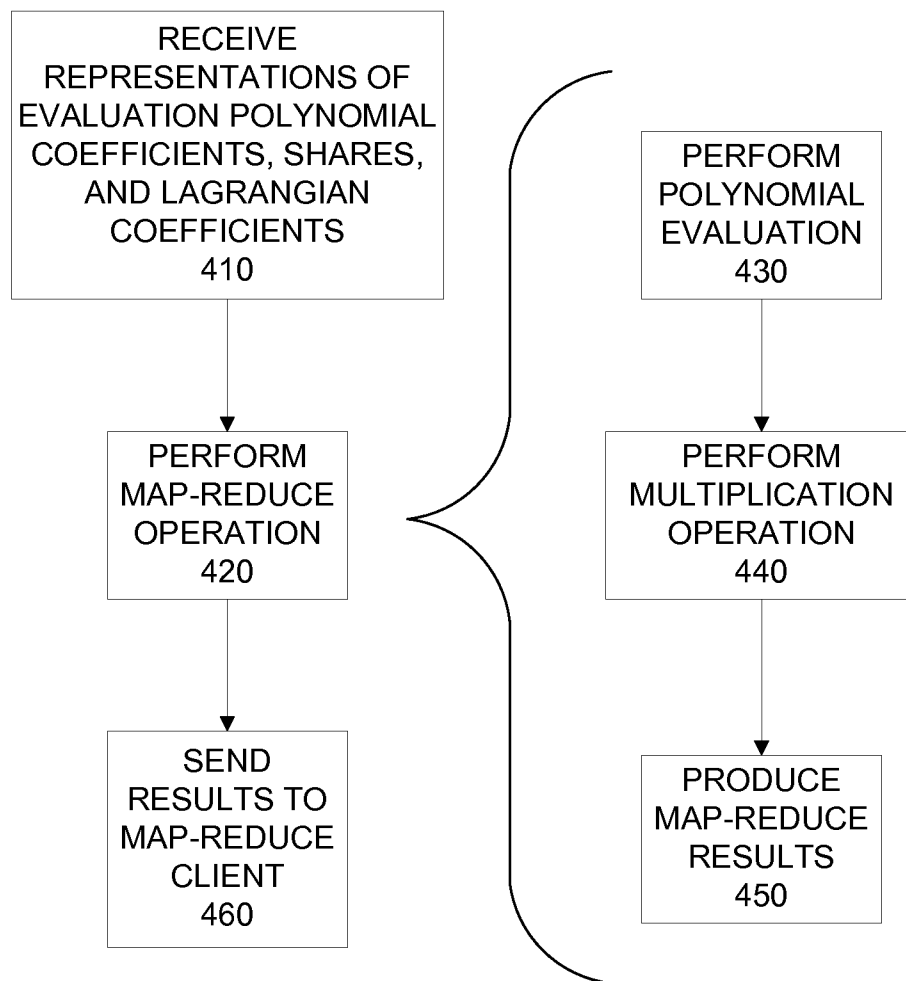 RECEIVE
REPRESENTATIONS OF
EVALUATION POLYNOMIAL
COEFFICIENTS, SHARES,
AND LAGRANGIAN
COEFFICIENTS
410
PERFORM
MAP-REDUCE
OPERATION
420
SEND
RESULTS TO
MAP-REDUCE
CLIENT
460
PERFORM
POLYNOMIAL
EVALUATION
430
PERFORM
MULTIPLICATION
OPERATION
440
PRODUCE
MAP-REDUCE
RESULTS
450